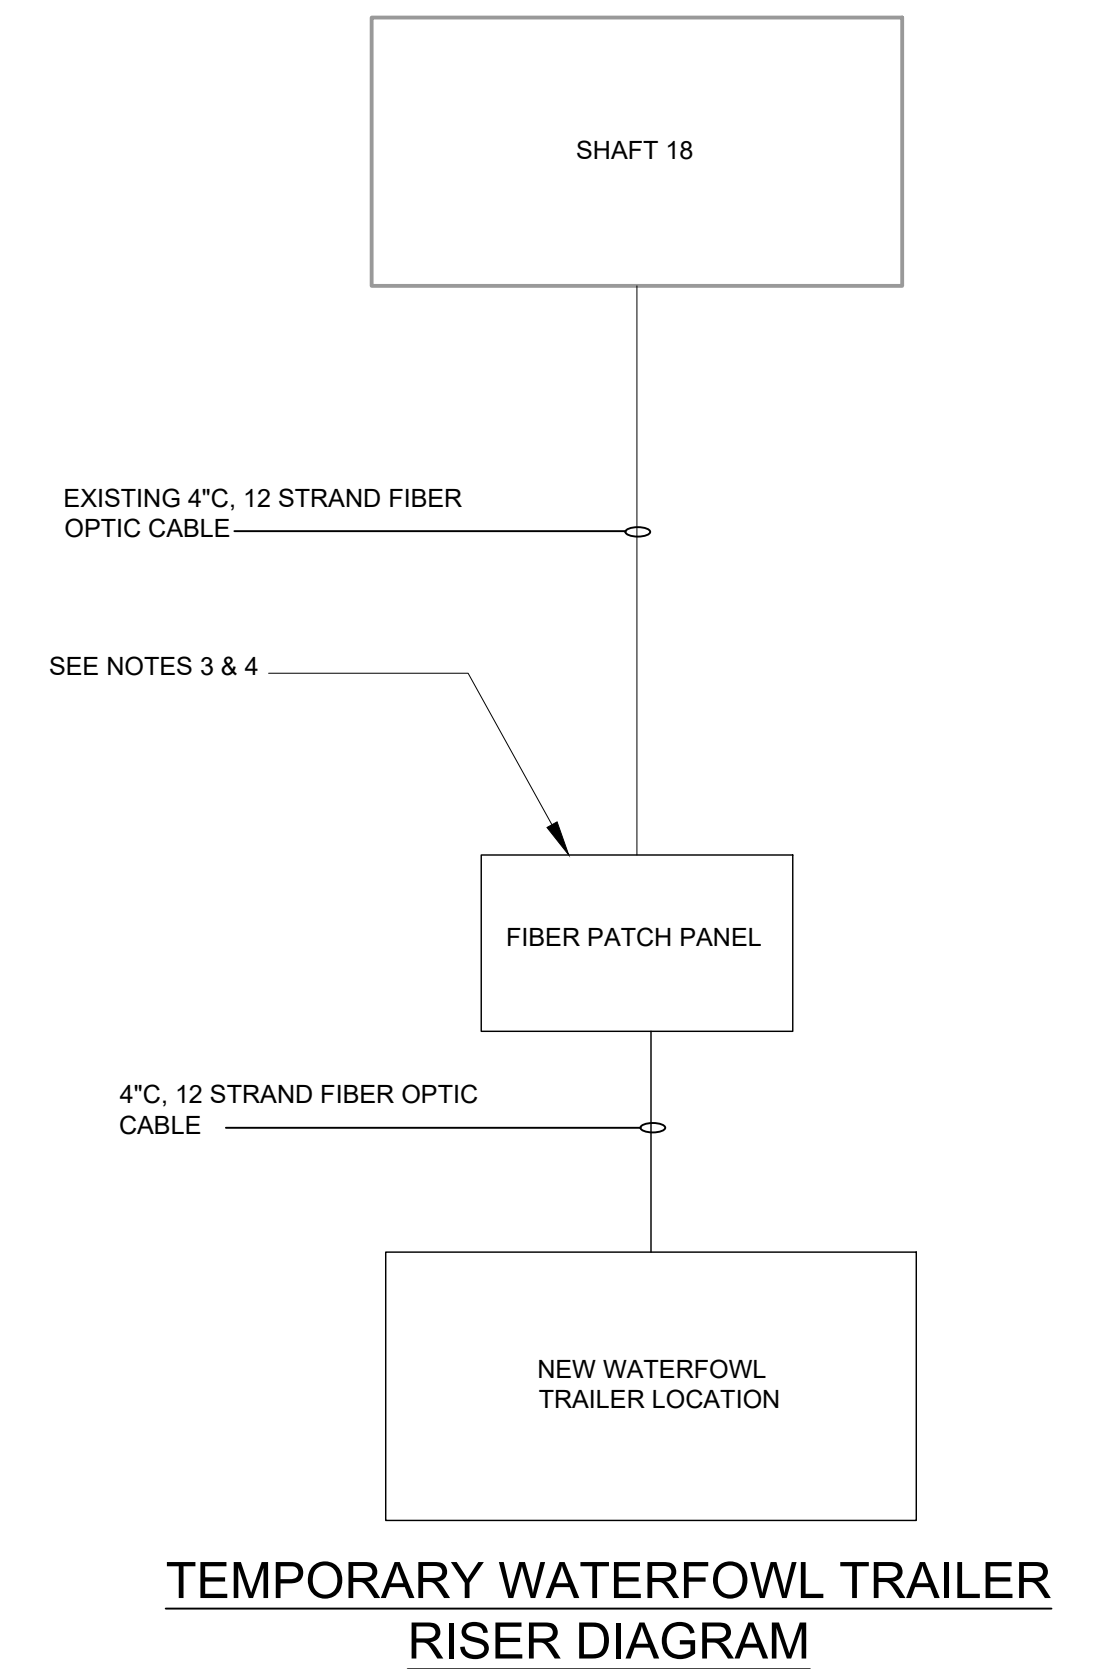 SHAFT 18
EXISTING 4"C, 12 STRAND FIBER
OPTIC CABLE
SEE NOTES 3 & 4
FIBER PATCH PANEL
4"C, 12 STRAND FIBER OPTIC
CABLE
NEW WATERFOWL
TRAILER LOCATION
TEMPORARY WATERFOWL TRAILER
RISER DIAGRAM